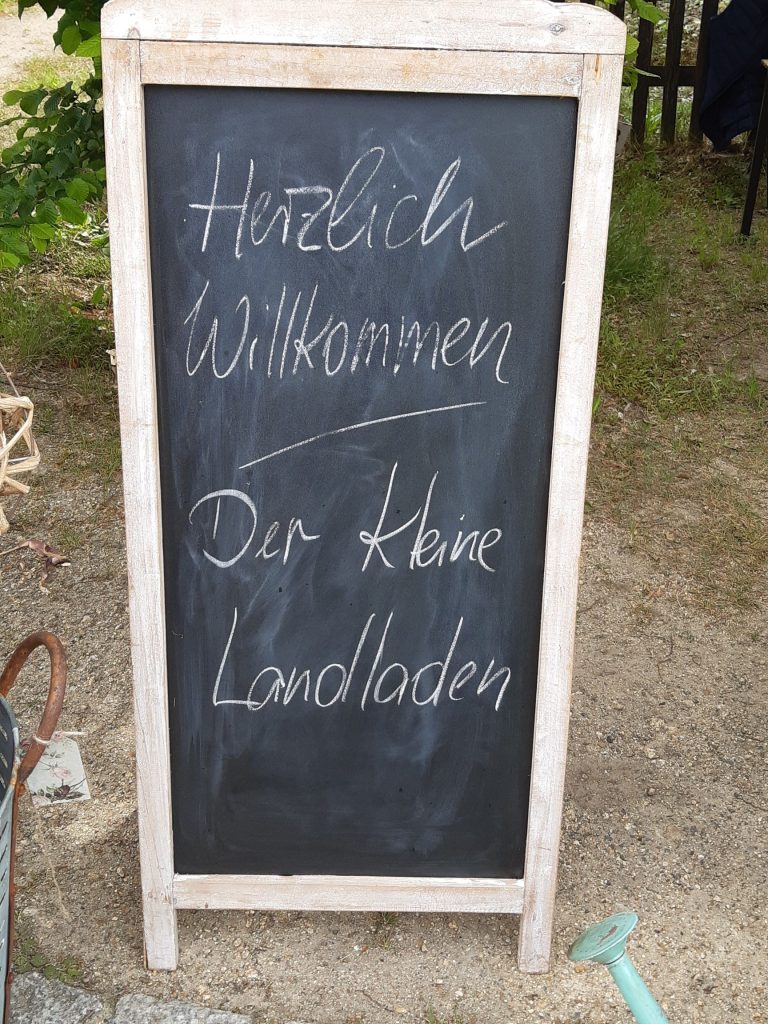 Herzlich
Willkommen
Der Kleine
Landladen